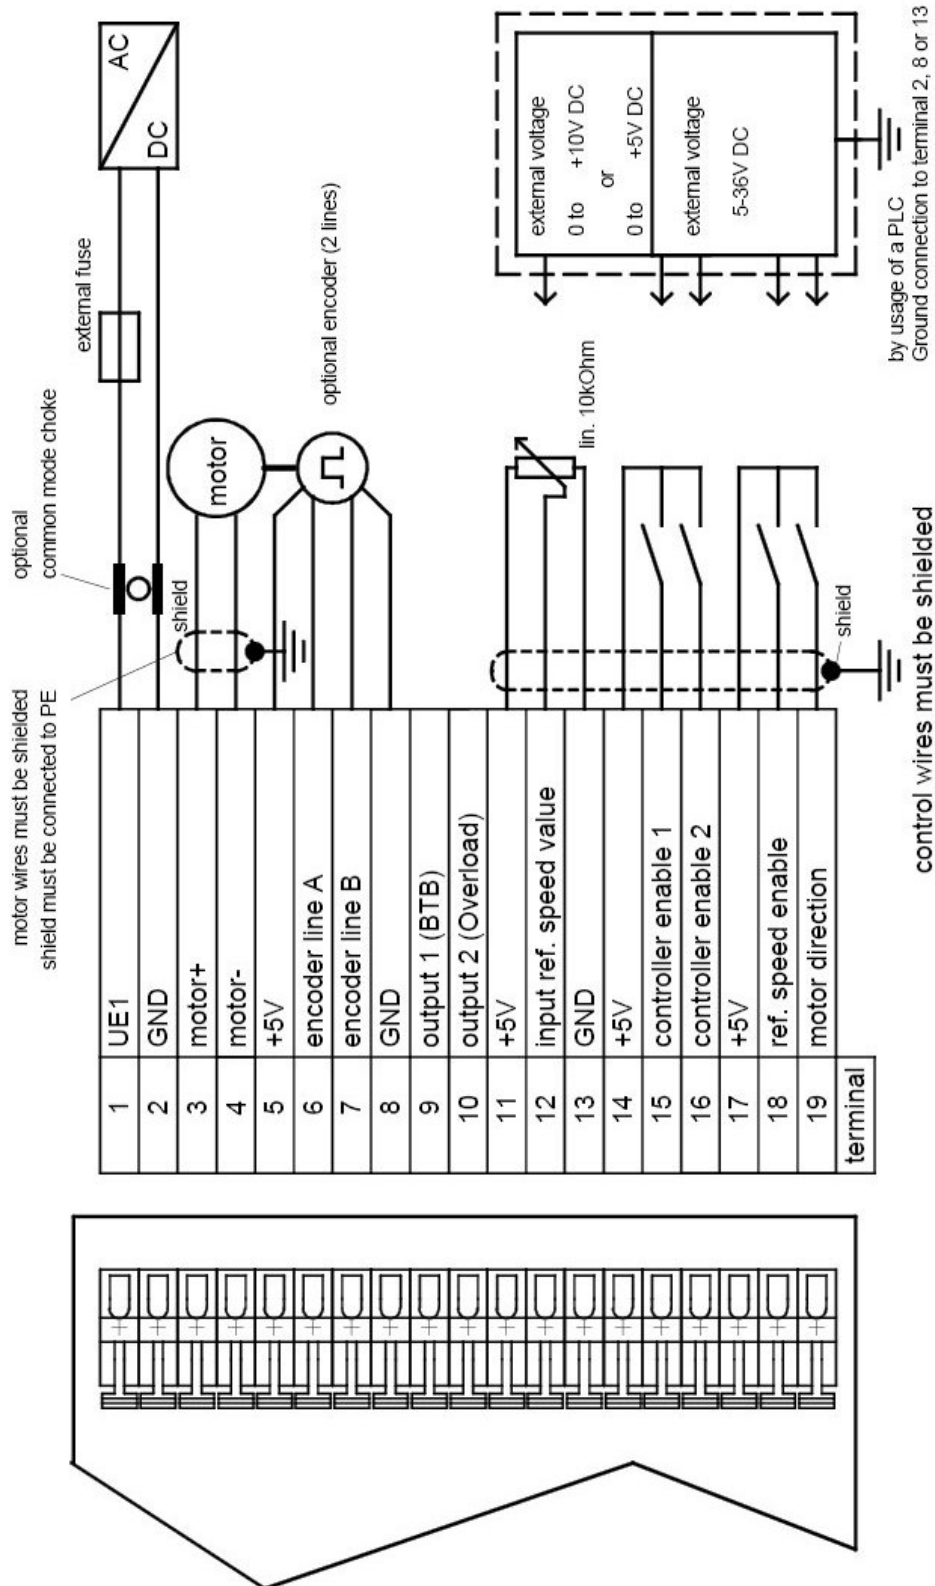 motor wires must be shielded
shield must be connected to PE
optional
common mode choke
external fuse
AC
DC
1 UE1
2 GND
3 motor+
4 motor-
5 +5V
6 encoder line A
7 encoder line B
8 GND
9 output 1 (BTB)
10 output 2 (Overload)
11 +5V
12 input ref. speed value
13 GND
14 +5V
15 controller enable 1
16 controller enable 2
17 +5V
18 ref. speed enable
19 motor direction
terminal
shield
motor
optional encoder (2 lines)
lin. 10kOhm
external voltage
0 to +10V DC
or
0 to +5V DC
external voltage
5-36V DC
shield
by usage of a PLC
Ground connection to terminal 2, 8 or 13
control wires must be shielded